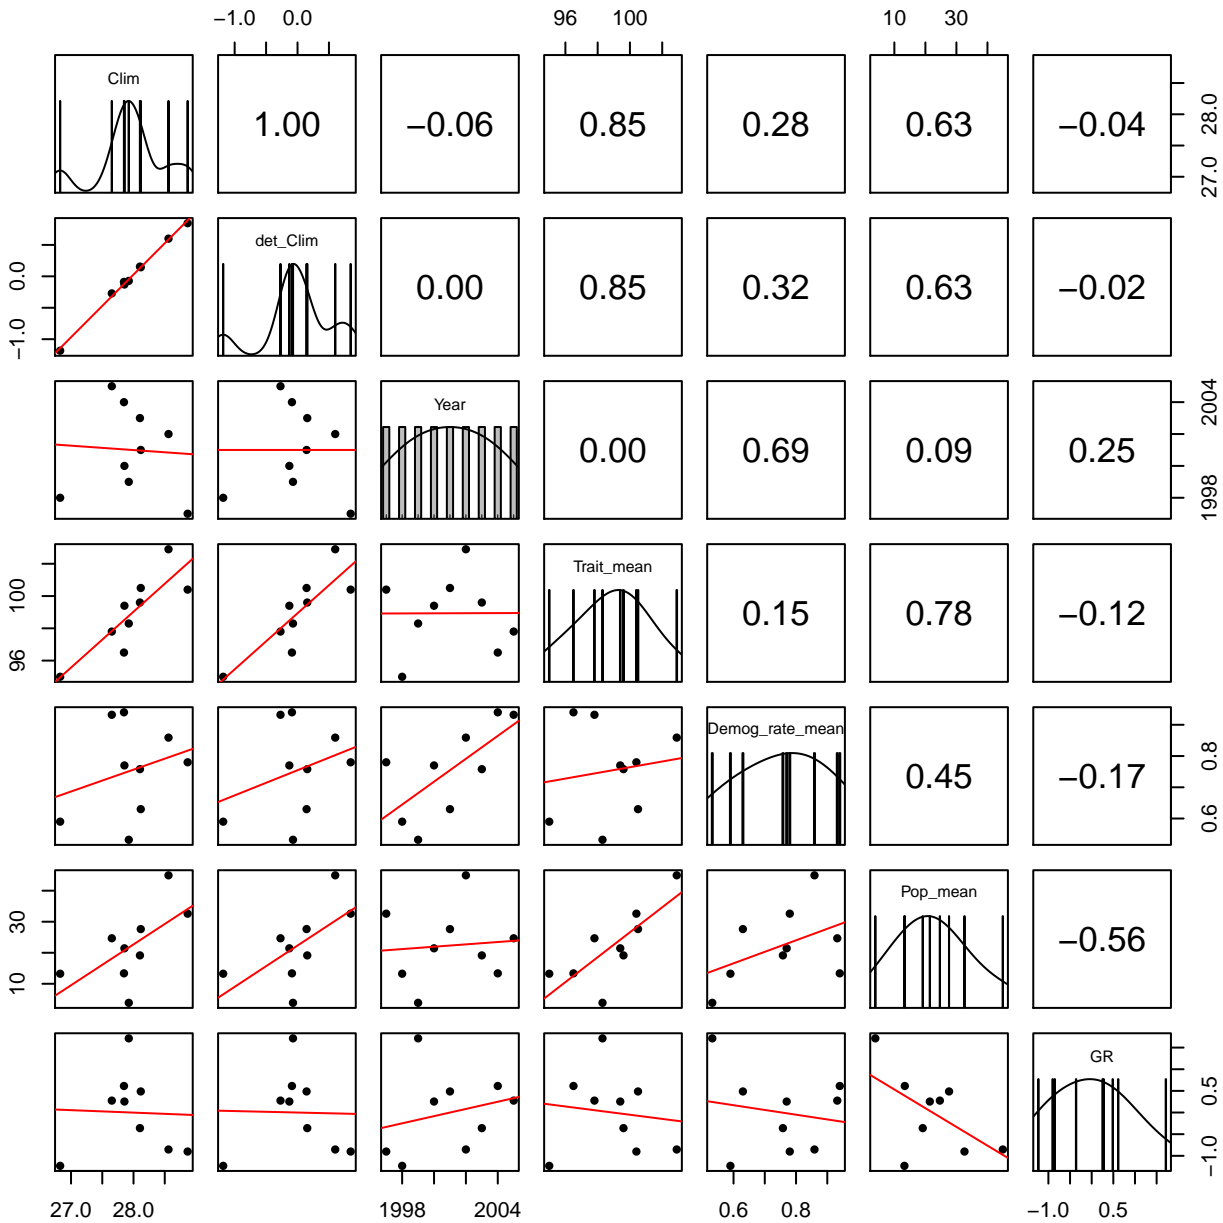 −1.0 0.0 96 100 10 30
Clim 1.00 −0.06 0.85 0.28 0.63 −0.04 27.0 28.0
−1.0 0.0 det_Clim 0.00 0.85 0.32 0.63 −0.02
Year 0.00 0.69 0.09 0.25 1998 2004
96 100 Trait_mean 0.15 0.78 −0.12
Demog_rate_mean 0.45 −0.17 0.6 0.8
10 30 Pop_mean −0.56
GR −1.0 0.5
27.0 28.0 1998 2004 0.6 0.8 −1.0 0.5